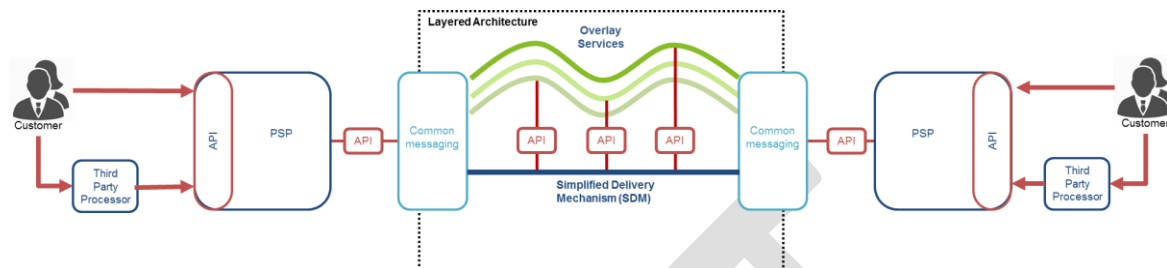 Layered Architecture
Overlay
Services
Customer
API
PSP
Third
Party
Processor
API
Common
messaging
API
API
API
Simplified Delivery
Mechanism (SDM)
Common
messaging
API
PSP
API
Customer
Third
Party
Processor